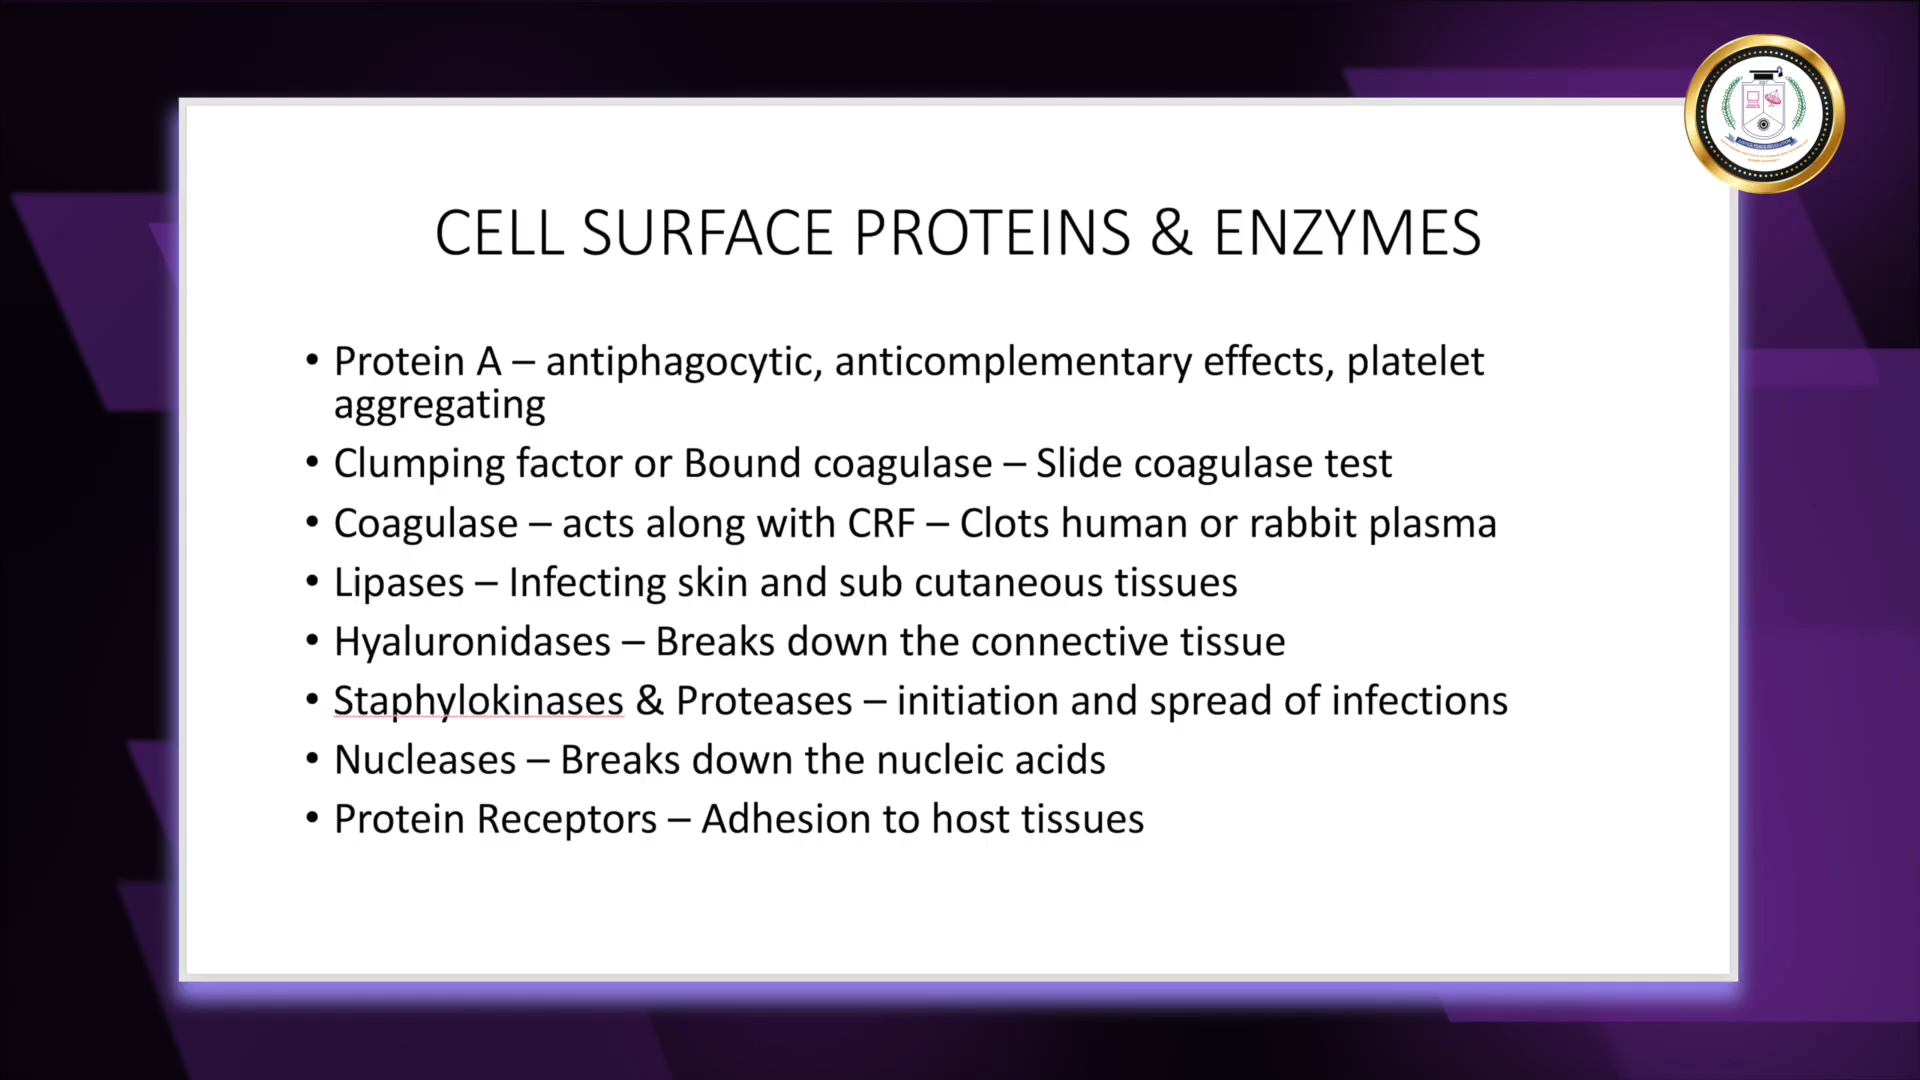 CELL SURFACE PROTEINS & ENZYMES
• Protein A – antiphagocytic, anticomplementary effects, platelet
aggregating
• Clumping factor or Bound coagulase – Slide coagulase test
• Coagulase – acts along with CRF – Clots human or rabbit plasma
• Lipases – Infecting skin and sub cutaneous tissues
• Hyaluronidases – Breaks down the connective tissue
• Staphylokinases & Proteases – initiation and spread of infections
• Nucleases – Breaks down the nucleic acids
• Protein Receptors – Adhesion to host tissues